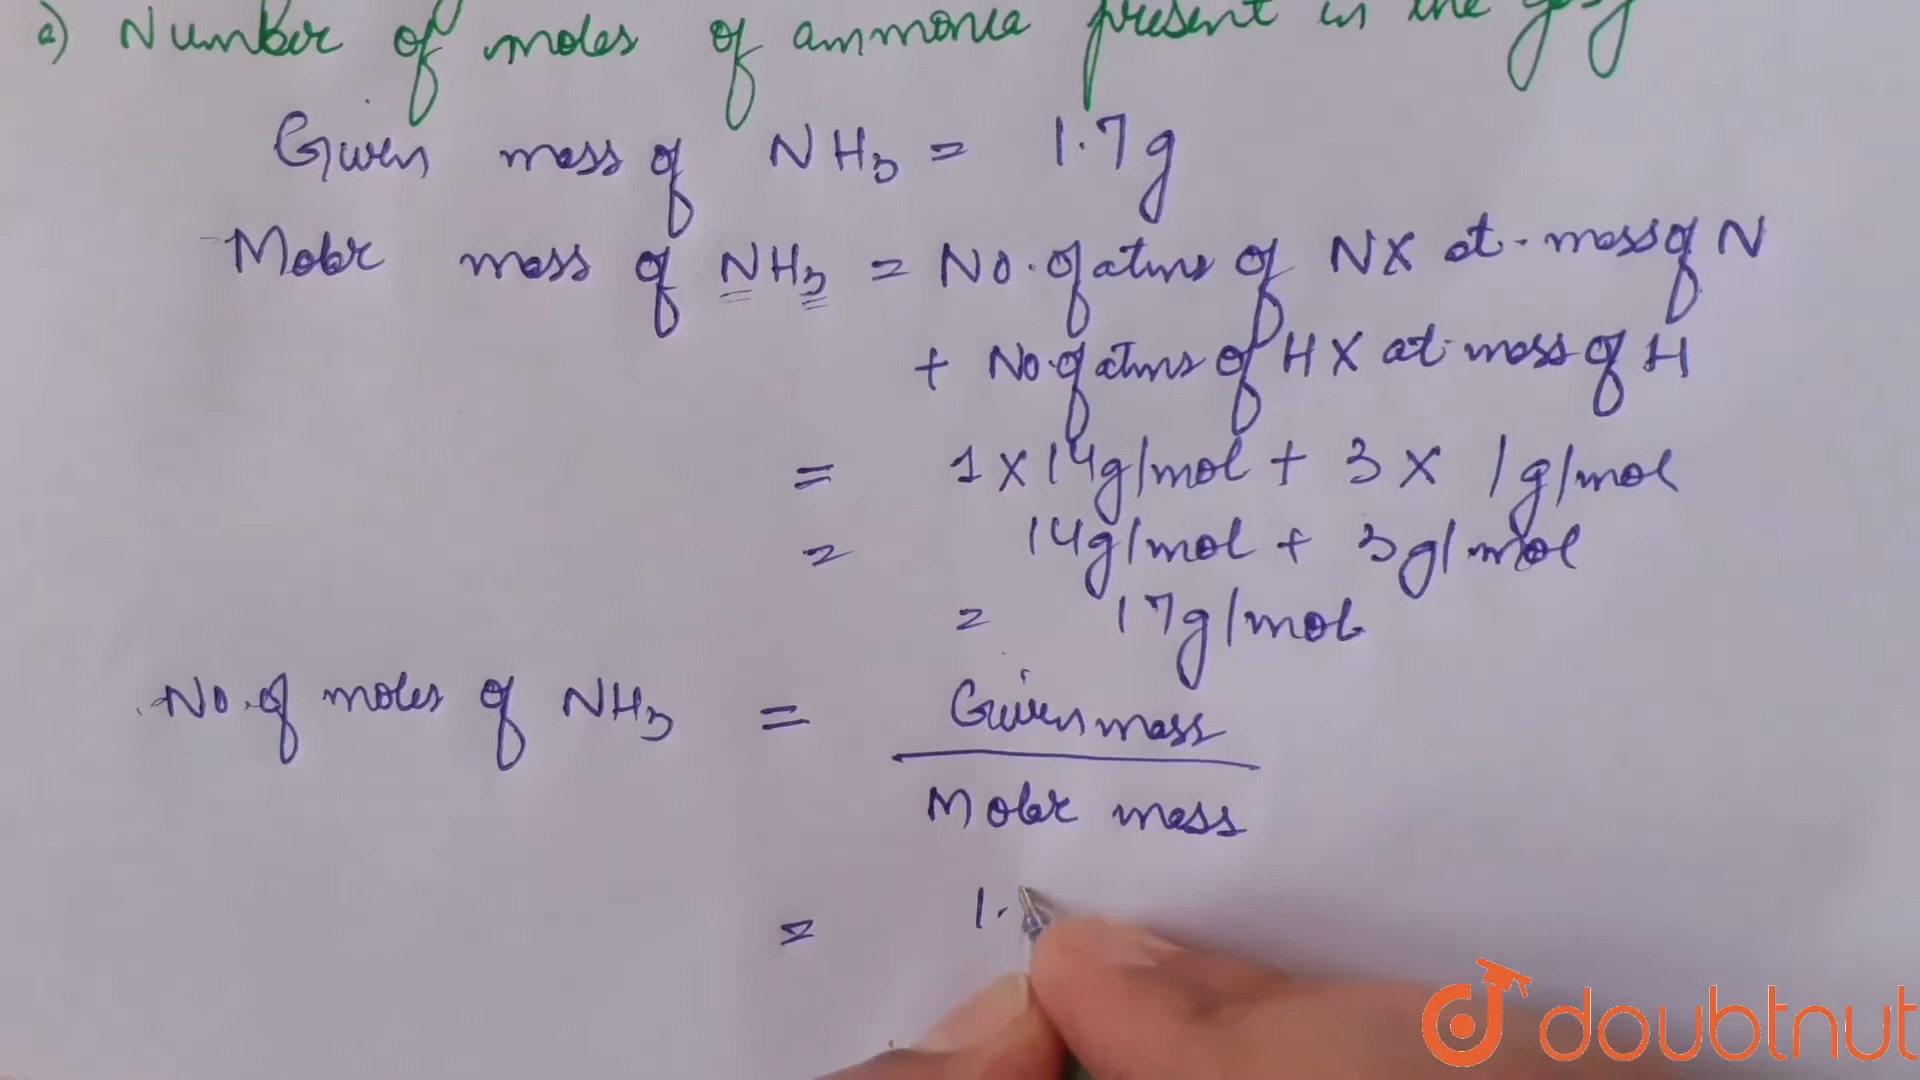 a) Number of moles of ammonia present in the
Given mass of NH3 = 1.7g
Molar mass of NH3 = No. of atoms of N X at. mass of N
+ No. of atoms of H X at. mass of H
= 1 X 14g/mol + 3 X 1g/mol
= 14g/mol + 3g/mol
= 17g/mol
No. of moles of NH3 = Given mass
Molar mass
= 1.
doubtnut